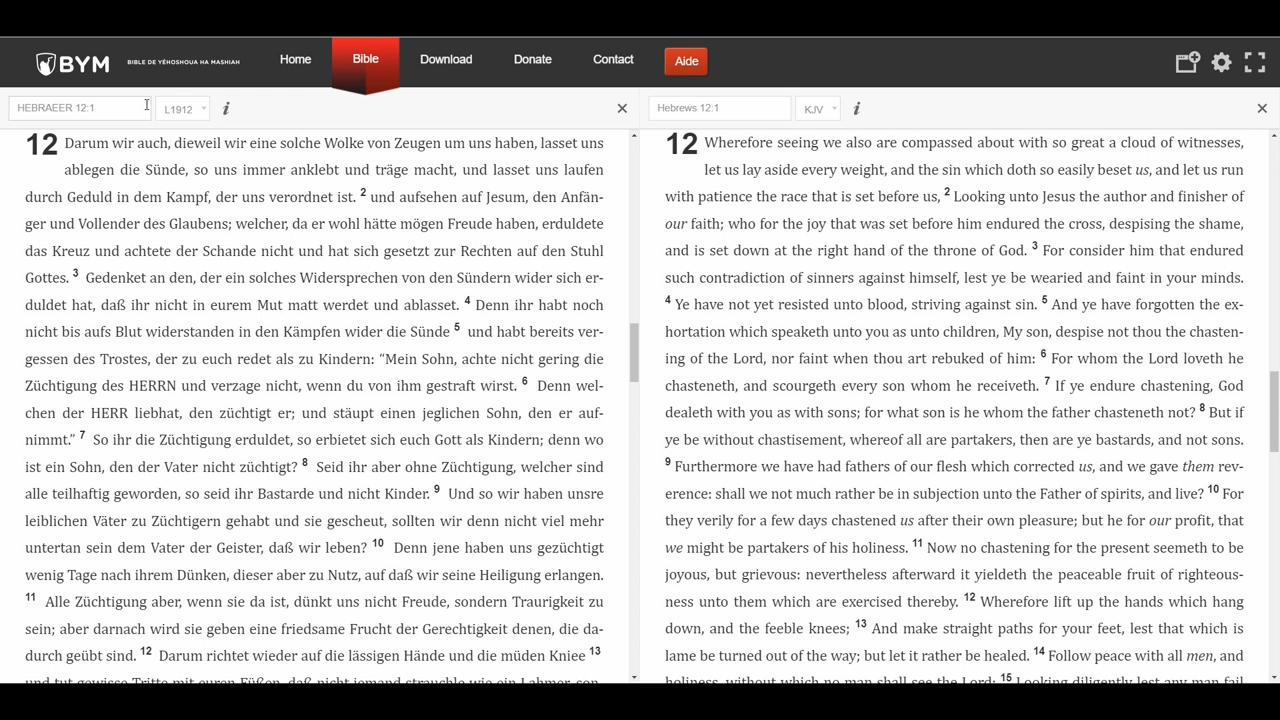 BYM BIBLE DE YÉHOSHOUA HA MASHIAH Home Bible Download Donate Contact Aide
HEBRAEER 12:1 L1912 i
12 Darum wir auch, dieweil wir eine solche Wolke von Zeugen um uns haben, lasset uns
ablegen die Sünde, so uns immer anklebt und träge macht, und lasset uns laufen
durch Geduld in dem Kampf, der uns verordnet ist. 2 und aufsehen auf Jesum, den Anfän-
ger und Vollender des Glaubens; welcher, da er wohl hätte mögen Freude haben, erduldete
das Kreuz und achtete der Schande nicht und hat sich gesetzt zur Rechten auf den Stuhl
Gottes. 3 Gedenket an den, der ein solches Widersprechen von den Sündern wider sich er-
duldet hat, daß ihr nicht in eurem Mut matt werdet und ablasset. 4 Denn ihr habt noch
nicht bis aufs Blut widerstanden in den Kämpfen wider die Sünde 5 und habt bereits ver-
gessen des Trostes, der zu euch redet als zu Kindern: “Mein Sohn, achte nicht gering die
Züchtigung des HERRN und verzage nicht, wenn du von ihm gestraft wirst. 6 Denn wel-
chen der HERR liebhat, den züchtigt er; und stäupt einen jeglichen Sohn, den er auf-
nimmt.” 7 So ihr die Züchtigung erduldet, so erbietet sich euch Gott als Kindern; denn wo
ist ein Sohn, den der Vater nicht züchtigt? 8 Seid ihr aber ohne Züchtigung, welcher sind
alle teilhaftig geworden, so seid ihr Bastarde und nicht Kinder. 9 Und so wir haben unsre
leiblichen Väter zu Züchtigern gehabt und sie gescheut, sollten wir denn nicht viel mehr
untertan sein dem Vater der Geister, daß wir leben? 10 Denn jene haben uns gezüchtigt
wenig Tage nach ihrem Dünken, dieser aber zu Nutz, auf daß wir seine Heiligung erlangen.
11 Alle Züchtigung aber, wenn sie da ist, dünkt uns nicht Freude, sondern Traurigkeit zu
sein; aber darnach wird sie geben eine friedsame Frucht der Gerechtigkeit denen, die da-
durch geübt sind. 12 Darum richtet wieder auf die lässigen Hände und die müden Kniee 13
und tut gewisse Tritte mit euren Füßen, daß nicht jemand strauchle wie ein Lahmer, son-
Hebrews 12:1 KJV i
12 Wherefore seeing we also are compassed about with so great a cloud of witnesses,
let us lay aside every weight, and the sin which doth so easily beset us, and let us run
with patience the race that is set before us, 2 Looking unto Jesus the author and finisher of
our faith; who for the joy that was set before him endured the cross, despising the shame,
and is set down at the right hand of the throne of God. 3 For consider him that endured
such contradiction of sinners against himself, lest ye be wearied and faint in your minds.
4 Ye have not yet resisted unto blood, striving against sin. 5 And ye have forgotten the ex-
hortation which speaketh unto you as unto children, My son, despise not thou the chasten-
ing of the Lord, nor faint when thou art rebuked of him: 6 For whom the Lord loveth he
chasteneth, and scourgeth every son whom he receiveth. 7 If ye endure chastening, God
dealeth with you as with sons; for what son is he whom the father chasteneth not? 8 But if
ye be without chastisement, whereof all are partakers, then are ye bastards, and not sons.
9 Furthermore we have had fathers of our flesh which corrected us, and we gave them rev-
erence: shall we not much rather be in subjection unto the Father of spirits, and live? 10 For
they verily for a few days chastened us after their own pleasure; but he for our profit, that
we might be partakers of his holiness. 11 Now no chastening for the present seemeth to be
joyous, but grievous: nevertheless afterward it yieldeth the peaceable fruit of righteous-
ness unto them which are exercised thereby. 12 Wherefore lift up the hands which hang
down, and the feeble knees; 13 And make straight paths for your feet, lest that which is
lame be turned out of the way; but let it rather be healed. 14 Follow peace with all men, and
holiness, without which no man shall see the Lord: 15 Looking diligently lest any man fail